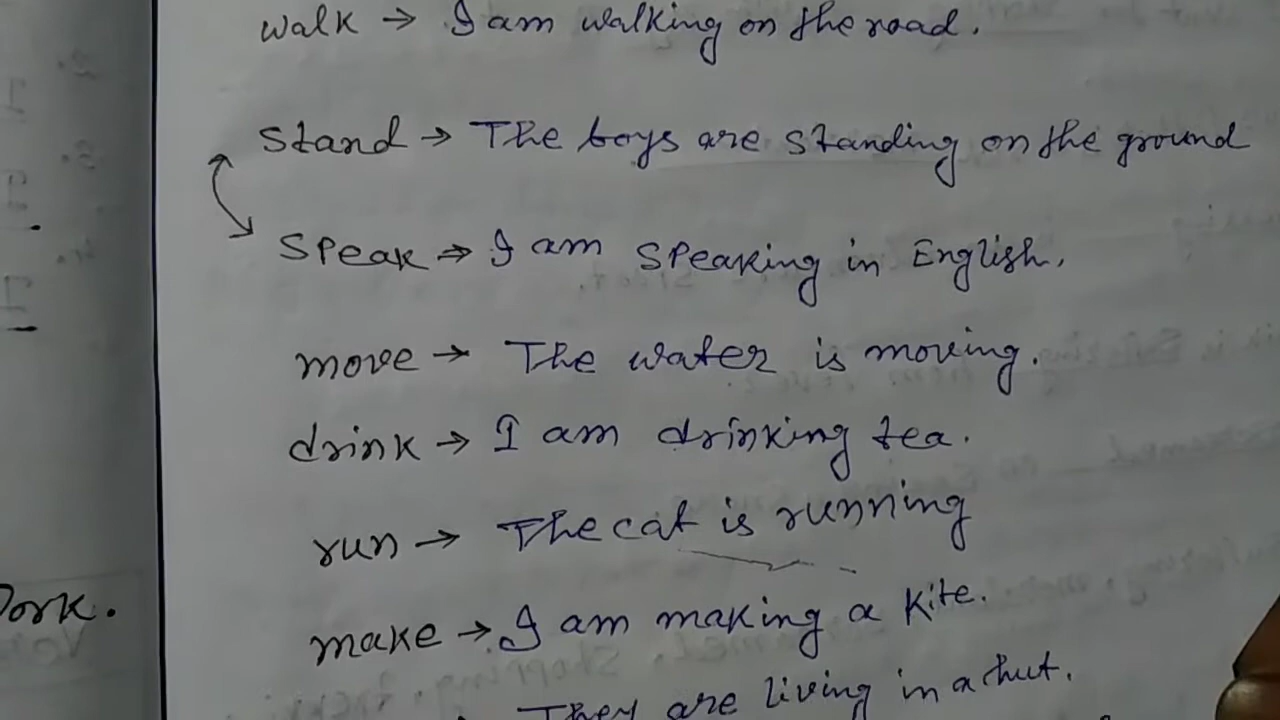 walk → I am walking on the road.
Stand → The boys are standing on the ground
Speak → I am speaking in English.
move → The water is moving.
drink → I am drinking tea.
run → The cat is running
make → I am making a kite.
They are living in a hut.